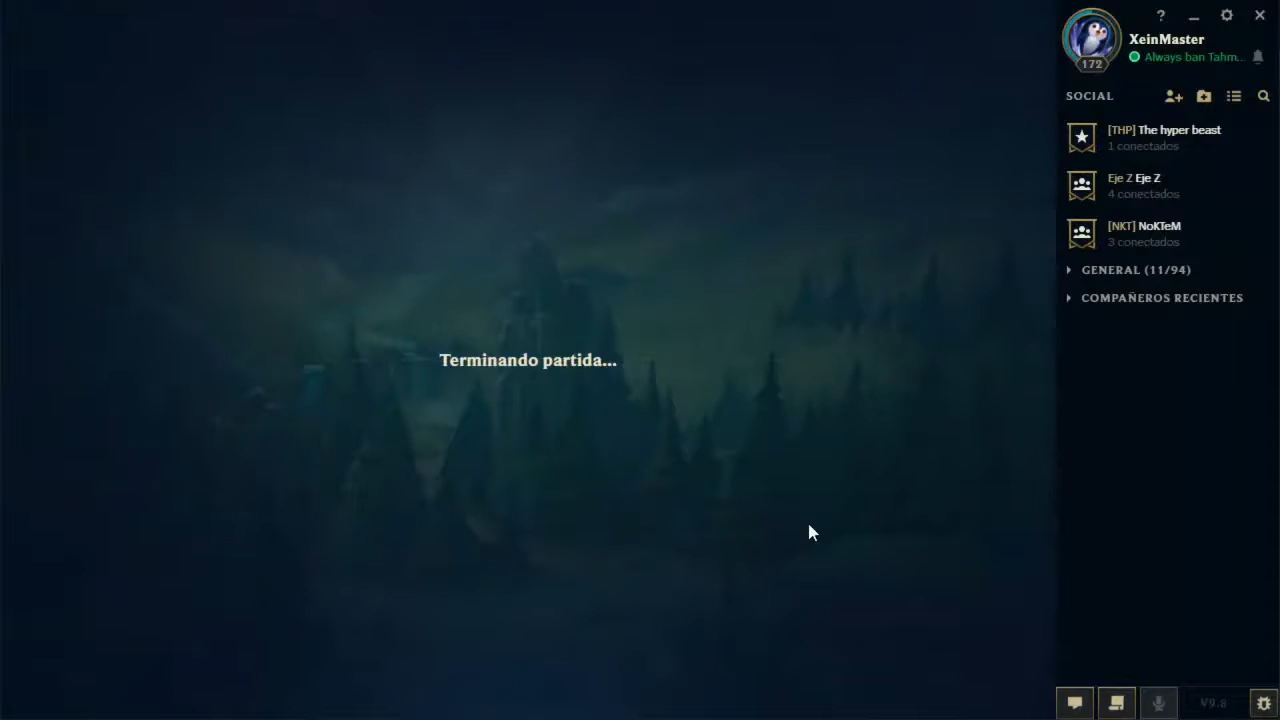 ?
XeinMaster
172
Always ban Tahm...
SOCIAL
[THP] The hyper beast
1 conectados
Eje Z Eje Z
4 conectados
[NKT] NoKTeM
3 conectados
GENERAL (11/94)
COMPAÑEROS RECIENTES
Terminando partida...
V9.8